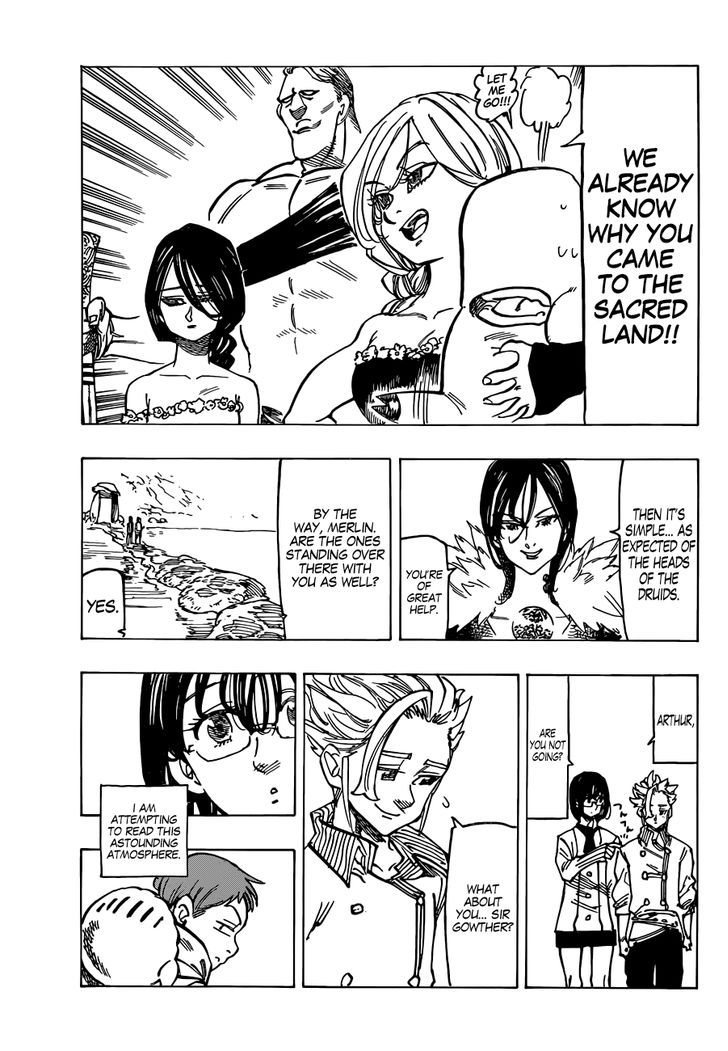 WE
ALREADY
KNOW
WHY YOU
CAME
TO THE
SACRED
LAND!!
LET
ME
GO!!!
THEN IT'S
SIMPLE... AS
EXPECTED OF
THE HEADS
OF THE
DRUIDS.
YOU'RE
OF
GREAT
HELP.
BY THE
WAY, MERLIN.
ARE THE ONES
STANDING OVER
THERE WITH
YOU AS WELL?
YES.
ARTHUR,
ARE
YOU NOT
GOING?
WHAT
ABOUT
YOU... SIR
GOWTHER?
I AM
ATTEMPTING
TO READ THIS
ASTOUNDING
ATMOSPHERE.